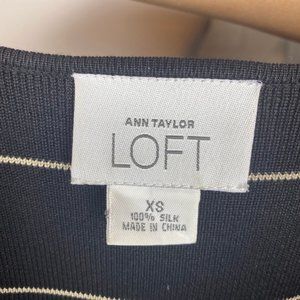 ANN TAYLOR
LOFT
XS
100% SILK
MADE IN CHINA